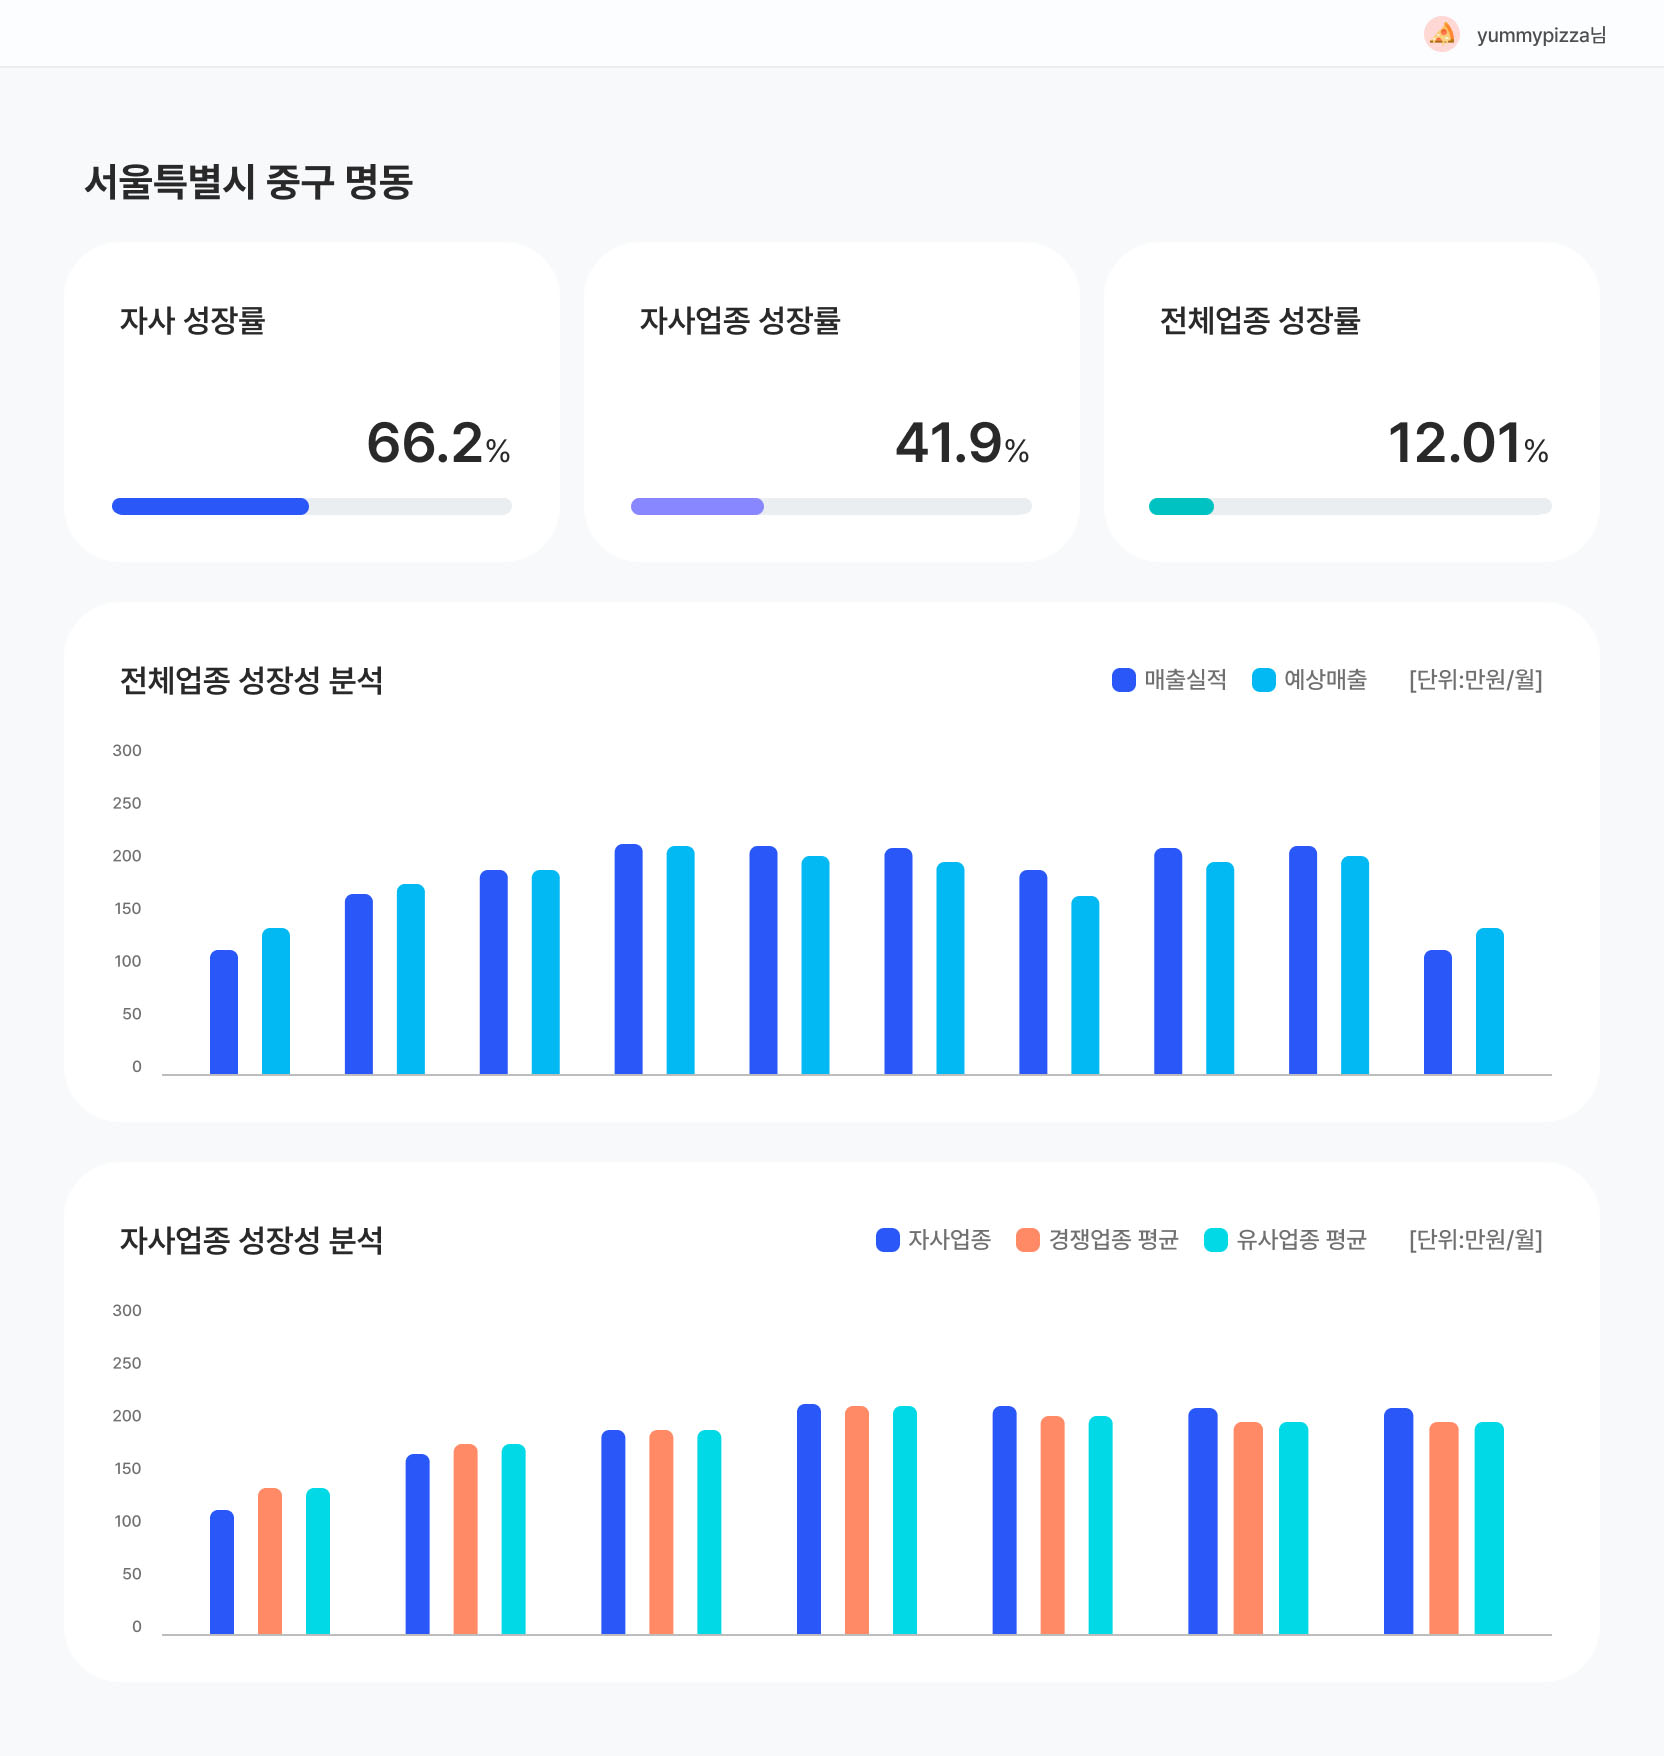 yummypizza님
서울특별시 중구 명동
자사 성장률
66.2%
자사업종 성장률
41.9%
전체업종 성장률
12.01%
전체업종 성장성 분석
매출실적 예상매출 [단위:만원/월]
300
250
200
150
100
50
0
자사업종 성장성 분석
자사업종 경쟁업종 평균 유사업종 평균 [단위:만원/월]
300
250
200
150
100
50
0